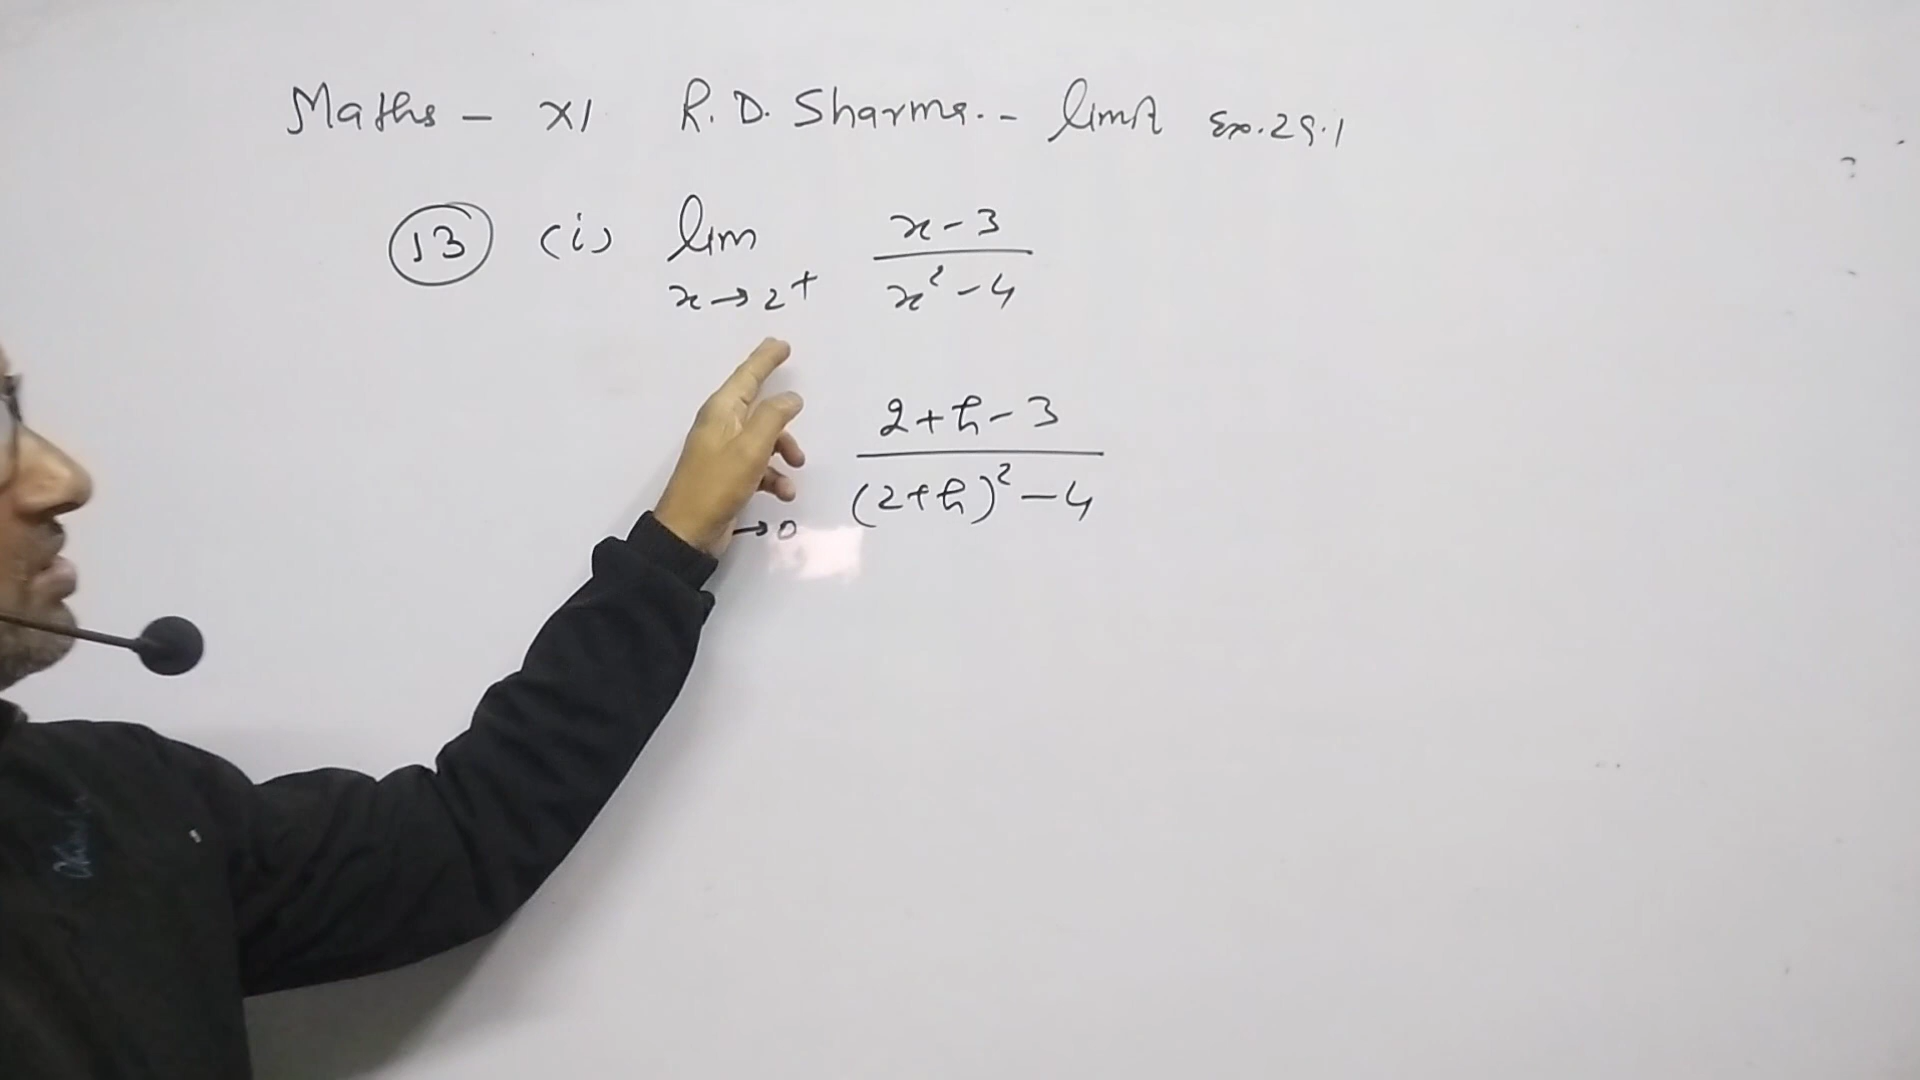 Maths - XI R.D. Sharma.- limit Ex.29.1
13 (i) lim x→2+ x-3 / x²-4
→0 2+h-3 / (2+h)²-4